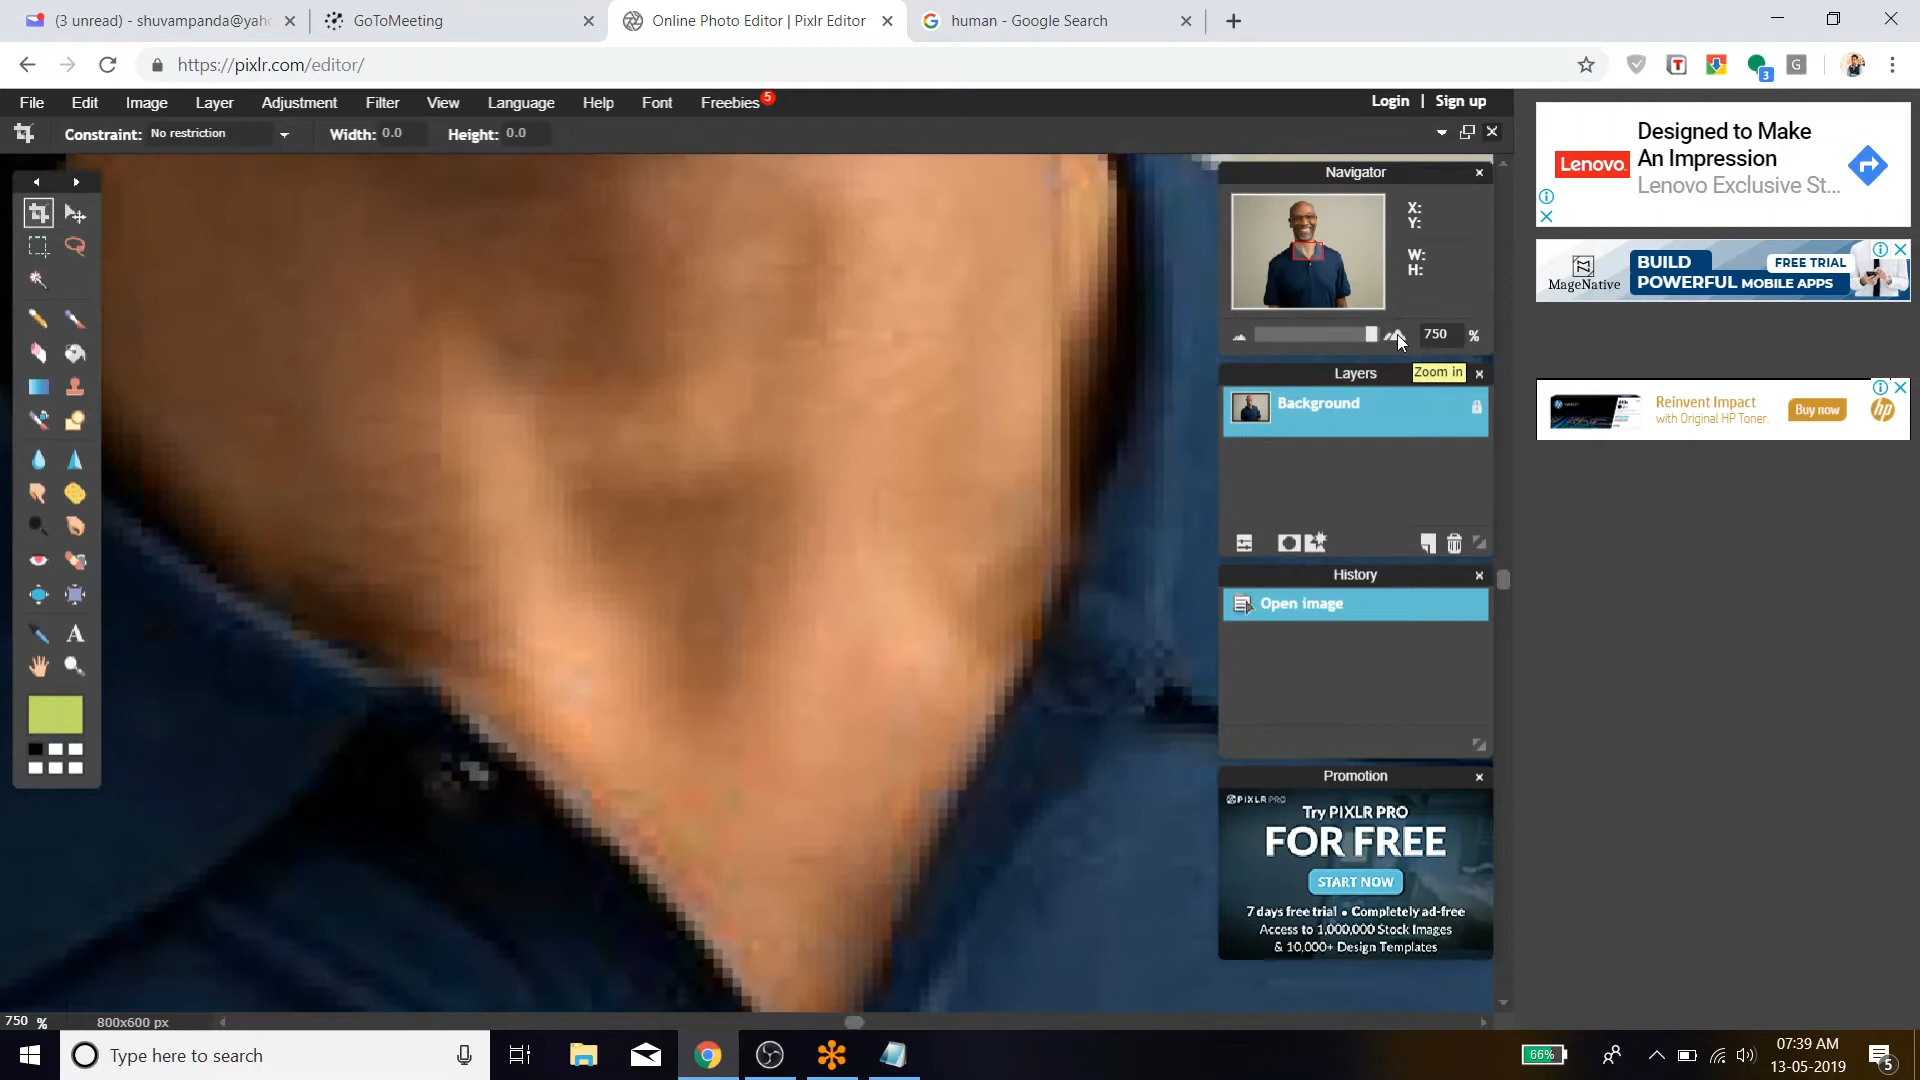 (3 unread) - shuvampanda@yaho
GoToMeeting
Online Photo Editor | Pixlr Editor
human - Google Search
https://pixlr.com/editor/
3
G
File Edit Image Layer Adjustment Filter View Language Help Font Freebies 5
Login | Sign up
Constraint: No restriction Width: 0.0 Height: 0.0
Navigator
X:
Y:
W:
H:
750 %
Zoom in
Layers
Background
History
Open image
Promotion
PIXLR PRO
Try PIXLR PRO
FOR FREE
START NOW
7 days free trial • Completely ad-free
Access to 1,000,000 Stock Images
& 10,000+ Design Templates
Lenovo
Designed to Make
An Impression
Lenovo Exclusive St...
MageNative
BUILD
POWERFUL MOBILE APPS
FREE TRIAL
Reinvent Impact
with Original HP Toner.
Buy now
hp
A
750 % 800x600 px
Type here to search
66%
07:39 AM
13-05-2019
5